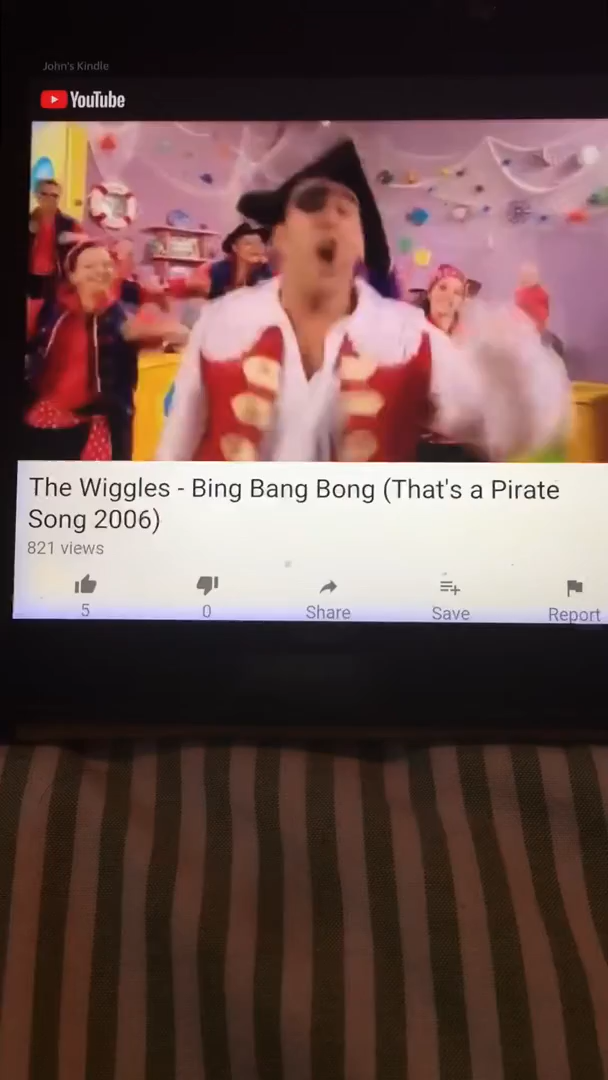 John's Kindle
YouTube
The Wiggles - Bing Bang Bong (That's a Pirate
Song 2006)
821 views
5
0
Share
Save
Report